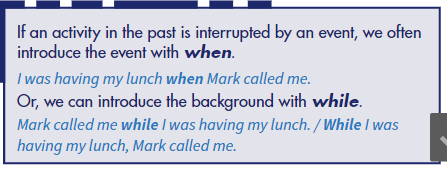 If an activity in the past is interrupted by an event, we often
introduce the event with when.
I was having my lunch when Mark called me.
Or, we can introduce the background with while.
Mark called me while I was having my lunch. / While I was
having my lunch, Mark called me.